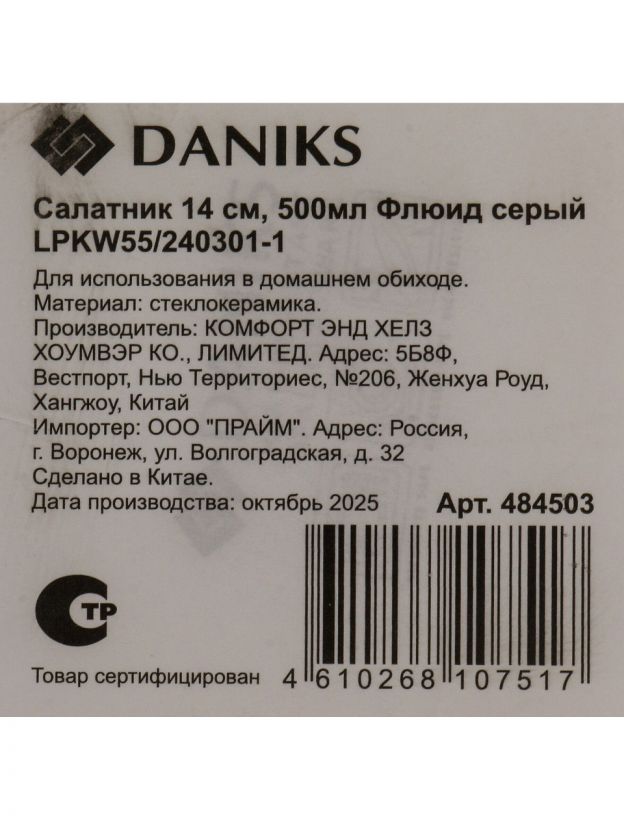 DANIKS
Салатник 14 см, 500мл Флюид серый
LPKW55/240301-1
Для использования в домашнем обиходе.
Материал: стеклокерамика.
Производитель: КОМФОРТ ЭНД ХЕЛЗ
ХОУМВЭР КО., ЛИМИТЕД. Адрес: 5Б8Ф,
Вестпорт, Нью Территориес, №206, Женхуа Роуд,
Хангжоу, Китай
Импортер: ООО "ПРАЙМ". Адрес: Россия,
г. Воронеж, ул. Волгоградская, д. 32
Сделано в Китае.
Дата производства: октябрь 2025 Арт. 484503
СТР
Товар сертифицирован
4 610268 107517